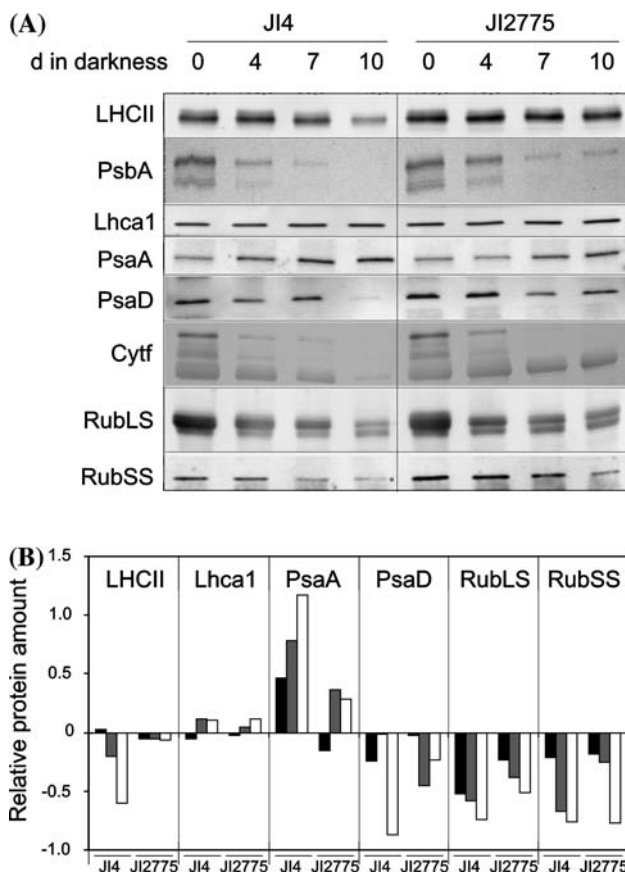 (A)
JI4 JI2775
d in darkness 0 4 7 10 0 4 7 10
LHCII
PsbA
Lhca1
PsaA
PsaD
Cytf
RubLS
RubSS
(B)
Relative protein amount
1.5
1.0
0.5
0
-0.5
-1.0
LHCII Lhca1 PsaA PsaD RubLS RubSS
JI4 JI2775 JI4 JI2775 JI4 JI2775 JI4 JI2775 JI4 JI2775 JI4 JI2775